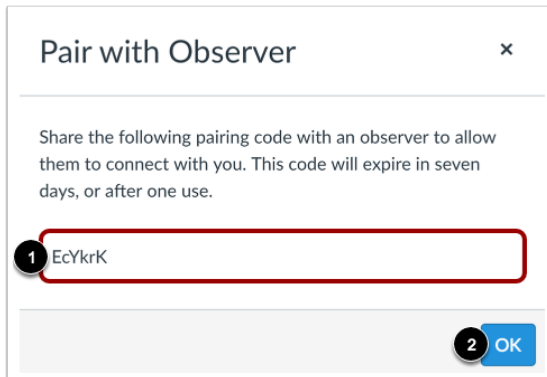 Pair with Observer ×
Share the following pairing code with an observer to allow
them to connect with you. This code will expire in seven
days, or after one use.
1 EcYkrK
2 OK